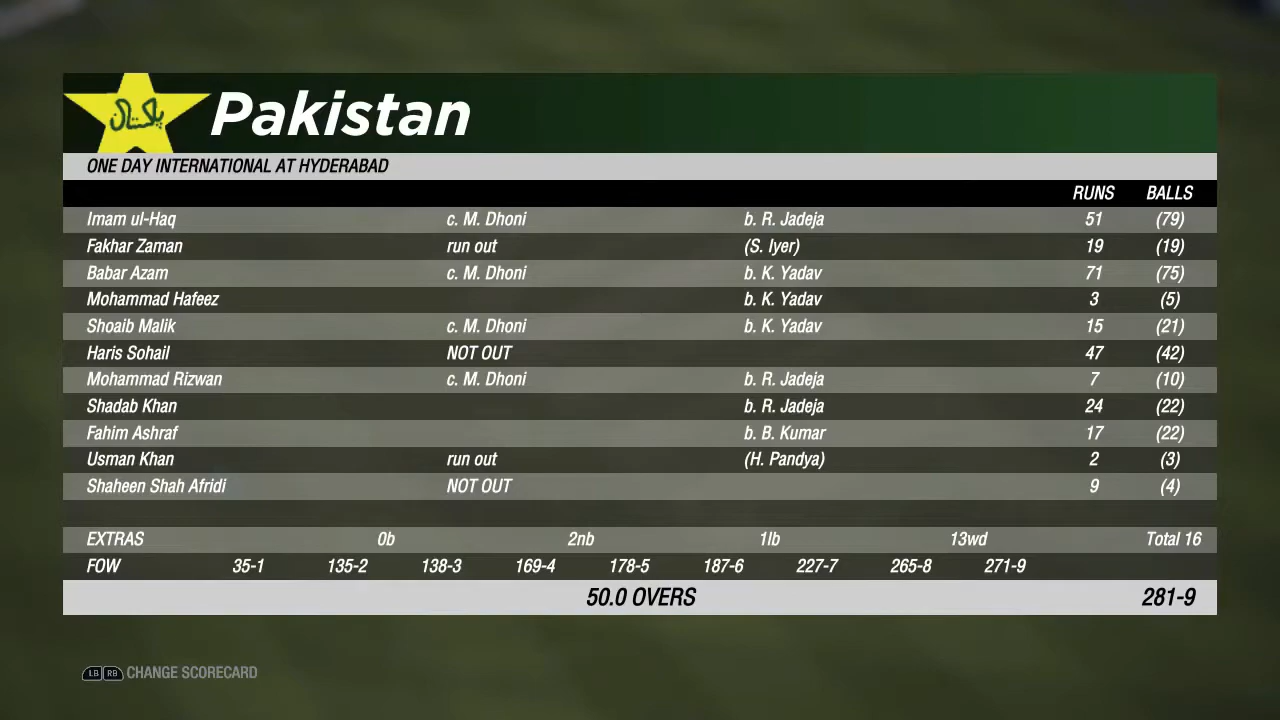 پاکستان
Pakistan
ONE DAY INTERNATIONAL AT HYDERABAD
RUNS BALLS
Imam ul-Haq c. M. Dhoni b. R. Jadeja 51 (79)
Fakhar Zaman run out (S. Iyer) 19 (19)
Babar Azam c. M. Dhoni b. K. Yadav 71 (75)
Mohammad Hafeez b. K. Yadav 3 (5)
Shoaib Malik c. M. Dhoni b. K. Yadav 15 (21)
Haris Sohail NOT OUT 47 (42)
Mohammad Rizwan c. M. Dhoni b. R. Jadeja 7 (10)
Shadab Khan b. R. Jadeja 24 (22)
Fahim Ashraf b. B. Kumar 17 (22)
Usman Khan run out (H. Pandya) 2 (3)
Shaheen Shah Afridi NOT OUT 9 (4)
EXTRAS 0b 2nb 1lb 13wd Total 16
FOW 35-1 135-2 138-3 169-4 178-5 187-6 227-7 265-8 271-9
50.0 OVERS 281-9
LB RB CHANGE SCORECARD